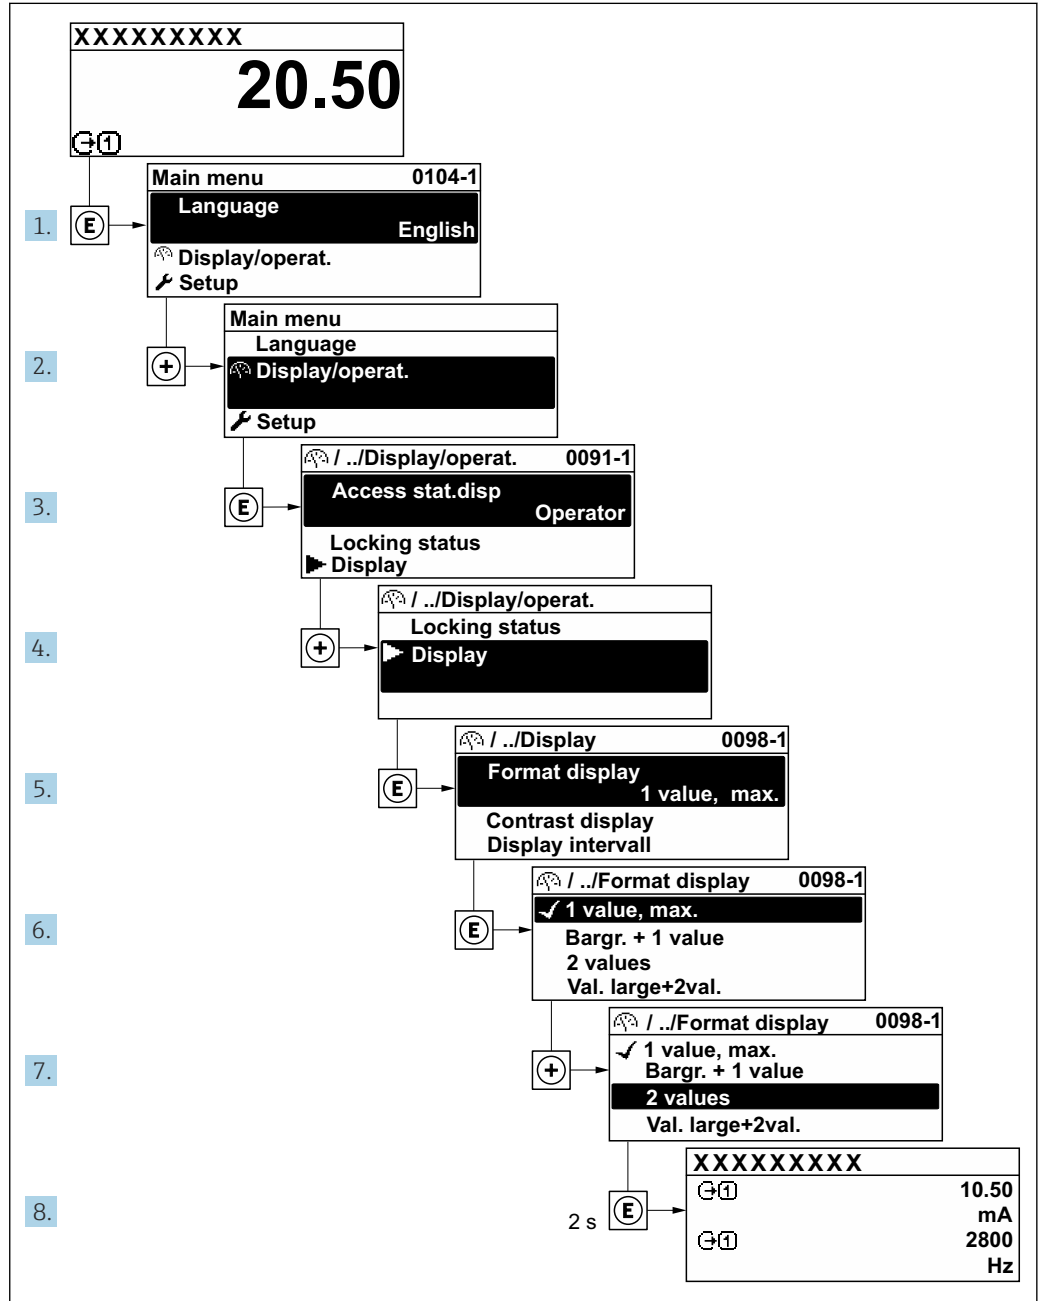 XXXXXXXXX
20.50
1
Main menu 0104-1
Language
English
Display/operat.
Setup
1.
E
Main menu
Language
Display/operat.
Setup
2.
+
/ ../Display/operat. 0091-1
Access stat.disp
Operator
Locking status
Display
3.
E
/ ../Display/operat.
Locking status
Display
4.
+
/ ../Display 0098-1
Format display
1 value, max.
Contrast display
Display intervall
5.
E
/ ../Format display 0098-1
1 value, max.
Bargr. + 1 value
2 values
Val. large+2val.
6.
E
/ ../Format display 0098-1
1 value, max.
Bargr. + 1 value
2 values
Val. large+2val.
7.
+
XXXXXXXXX
1 10.50
mA
1 2800
Hz
8.
2 s
E